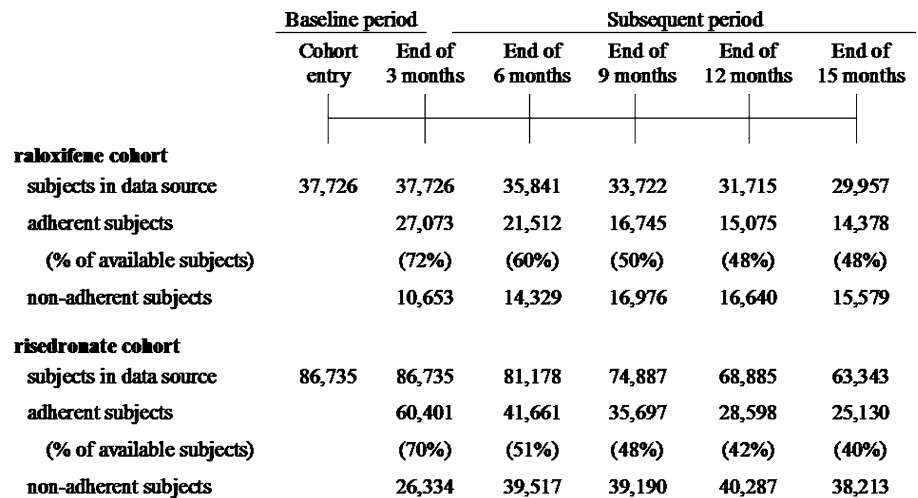 Baseline period Subsequent period
Cohort End of End of End of End of End of
entry 3 months 6 months 9 months 12 months 15 months
raloxifene cohort
subjects in data source 37,726 37,726 35,841 33,722 31,715 29,957
adherent subjects 27,073 21,512 16,745 15,075 14,378
(% of available subjects) (72%) (60%) (50%) (48%) (48%)
non-adherent subjects 10,653 14,329 16,976 16,640 15,579
risedronate cohort
subjects in data source 86,735 86,735 81,178 74,887 68,885 63,343
adherent subjects 60,401 41,661 35,697 28,598 25,130
(% of available subjects) (70%) (51%) (48%) (42%) (40%)
non-adherent subjects 26,334 39,517 39,190 40,287 38,213